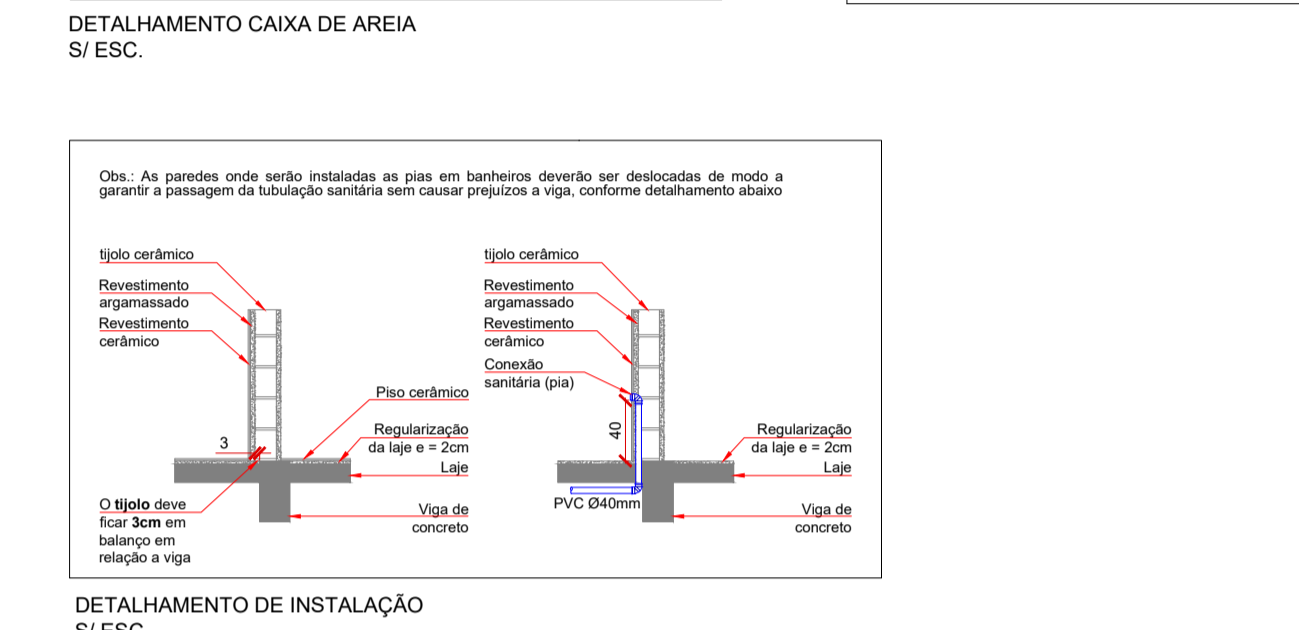 DETALHAMENTO CAIXA DE AREIA
S/ ESC.
Obs.: As paredes onde serão instaladas as pias em banheiros deverão ser deslocadas de modo a
garantir a passagem da tubulação sanitária sem causar prejuízos a viga, conforme detalhamento abaixo
tijolo cerâmico
Revestimento
argamassado
Revestimento
cerâmico
Piso cerâmico
3
Regularização
da laje e = 2cm
Laje
O tijolo deve
ficar 3cm em
balanço em
relação a viga
Viga de
concreto
tijolo cerâmico
Revestimento
argamassado
Revestimento
cerâmico
Conexão
sanitária (pia)
40
Regularização
da laje e = 2cm
Laje
PVC Ø40mm
Viga de
concreto
DETALHAMENTO DE INSTALAÇÃO
S/ ESC.